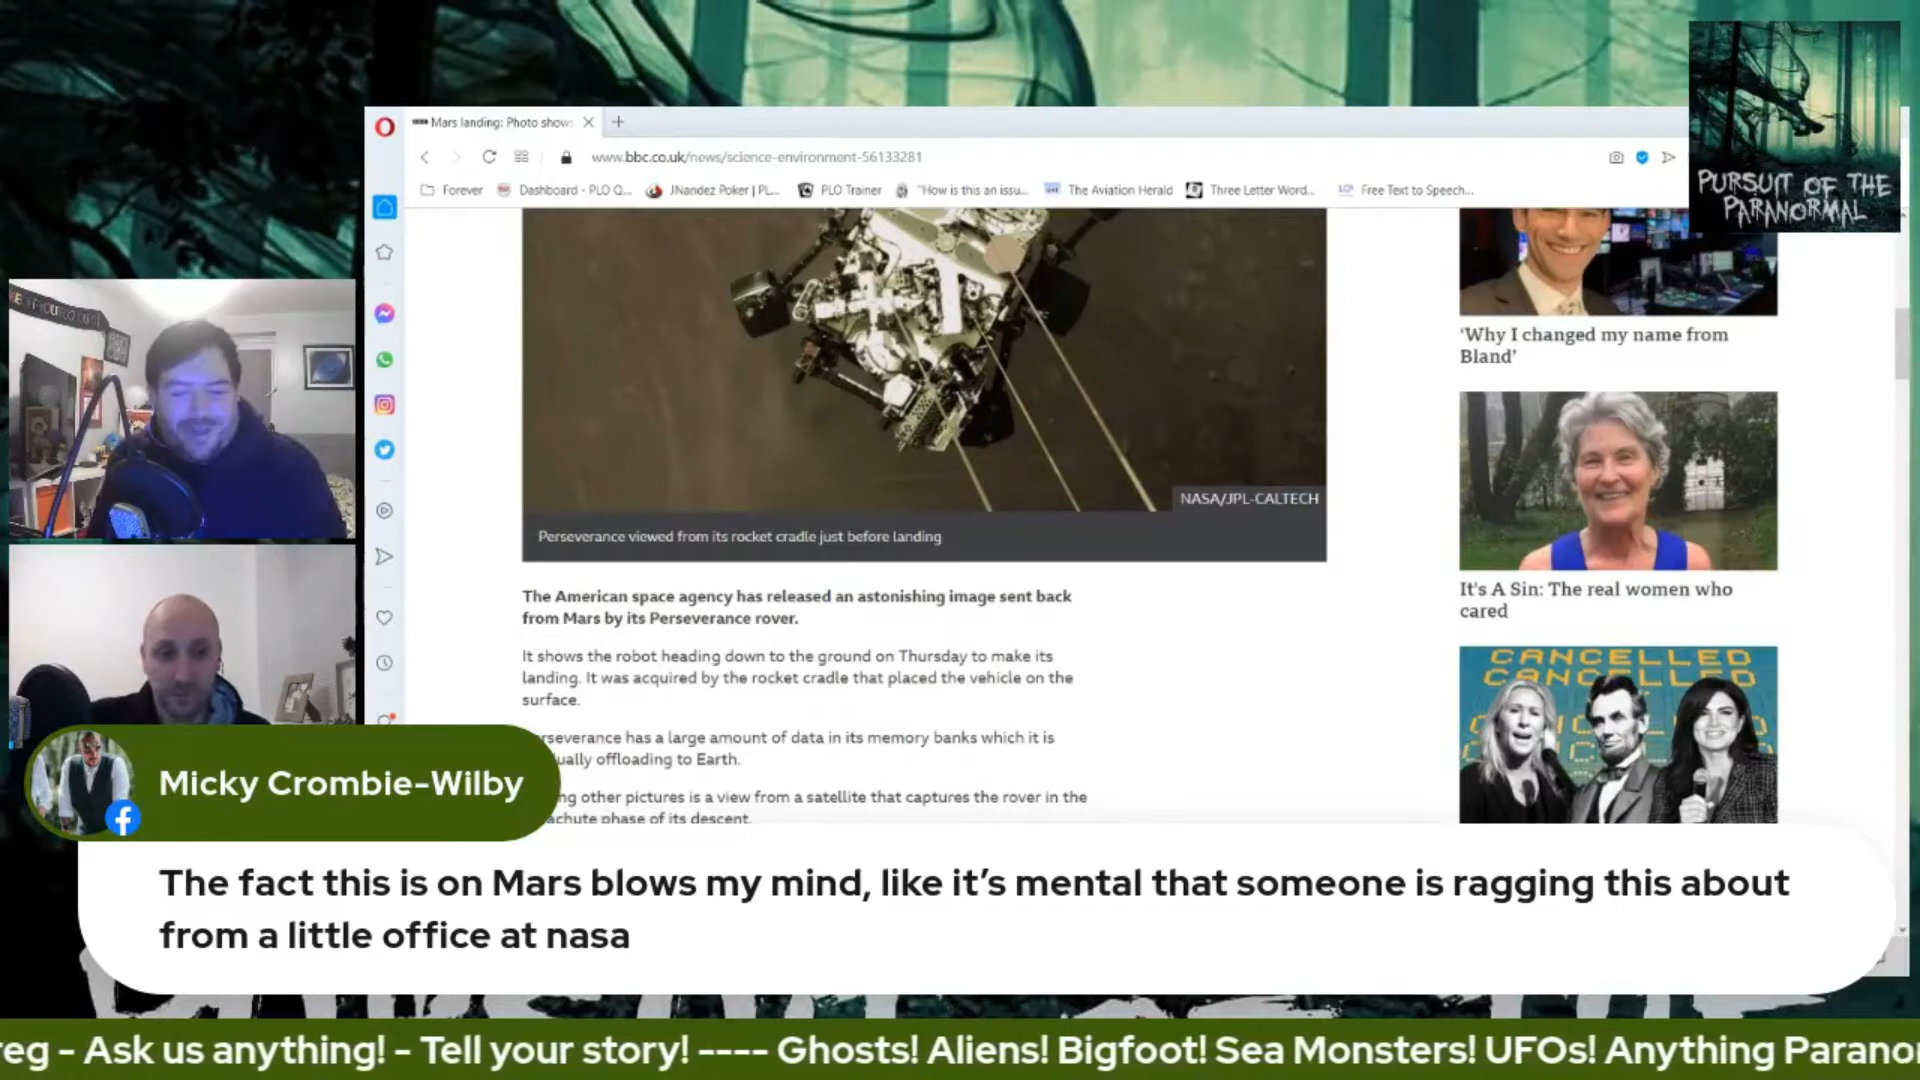 Mars landing: Photo show
www.bbc.co.uk/news/science-environment-56133281
Forever
Dashboard - PLO Q...
JNandez Poker | PL...
PLO Trainer
"How is this an issu...
The Aviation Herald
Three Letter Word...
Free Text to Speech...
PURSUIT OF THE
PARANORMAL
'Why I changed my name from
Bland'
NASA/JPL-CALTECH
Perseverance viewed from its rocket cradle just before landing
The American space agency has released an astonishing image sent back
from Mars by its Perseverance rover.
It shows the robot heading down to the ground on Thursday to make its
landing. It was acquired by the rocket cradle that placed the vehicle on the
surface.
erseverance has a large amount of data in its memory banks which it is
ually offloading to Earth.
ng other pictures is a view from a satellite that captures the rover in the
achute phase of its descent.
It's A Sin: The real women who
cared
CANCELLED
CANCELLED
Micky Crombie-Wilby
The fact this is on Mars blows my mind, like it's mental that someone is ragging this about
from a little office at nasa
reg - Ask us anything! - Tell your story! ---- Ghosts! Aliens! Bigfoot! Sea Monsters! UFOs! Anything Parano